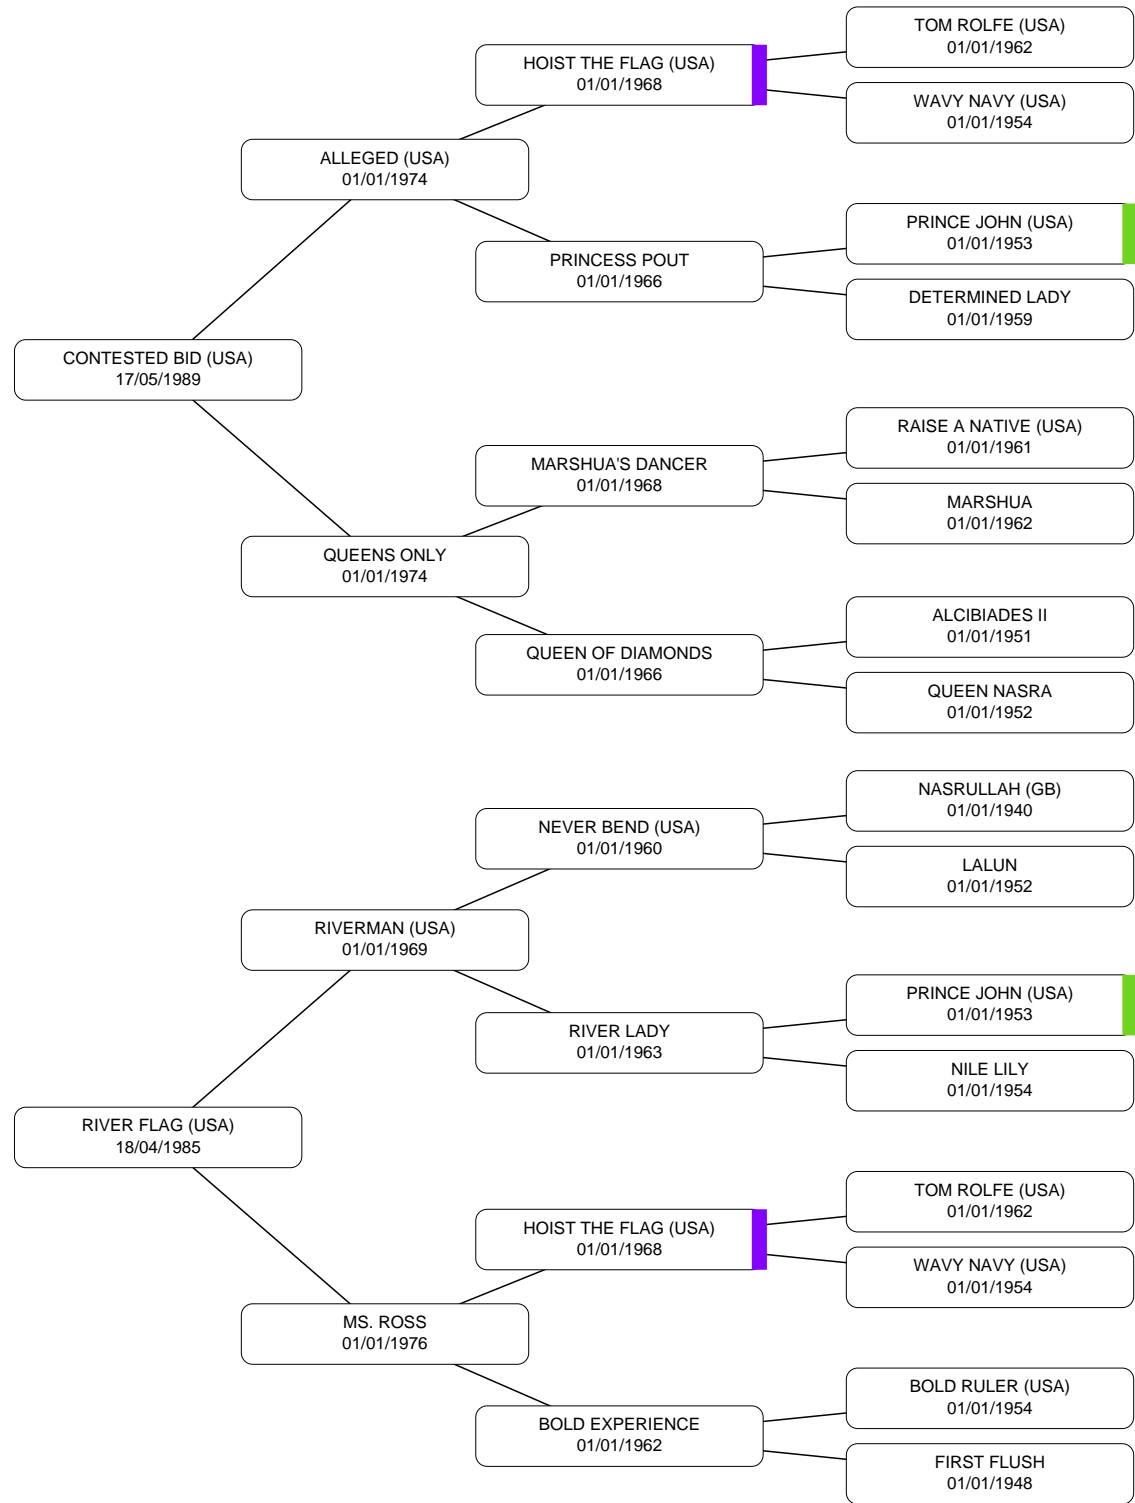 TOM ROLFE (USA)
01/01/1962
HOIST THE FLAG (USA)
01/01/1968
WAVY NAVY (USA)
01/01/1954
ALLEGED (USA)
01/01/1974
PRINCE JOHN (USA)
01/01/1953
PRINCESS POUT
01/01/1966
DETERMINED LADY
01/01/1959
CONTESTED BID (USA)
17/05/1989
RAISE A NATIVE (USA)
01/01/1961
MARSHUA'S DANCER
01/01/1968
MARSHUA
01/01/1962
QUEENS ONLY
01/01/1974
ALCIBIADES II
01/01/1951
QUEEN OF DIAMONDS
01/01/1966
QUEEN NASRA
01/01/1952
NASRULLAH (GB)
01/01/1940
NEVER BEND (USA)
01/01/1960
LALUN
01/01/1952
RIVERMAN (USA)
01/01/1969
PRINCE JOHN (USA)
01/01/1953
RIVER LADY
01/01/1963
NILE LILY
01/01/1954
RIVER FLAG (USA)
18/04/1985
TOM ROLFE (USA)
01/01/1962
HOIST THE FLAG (USA)
01/01/1968
WAVY NAVY (USA)
01/01/1954
MS. ROSS
01/01/1976
BOLD RULER (USA)
01/01/1954
BOLD EXPERIENCE
01/01/1962
FIRST FLUSH
01/01/1948